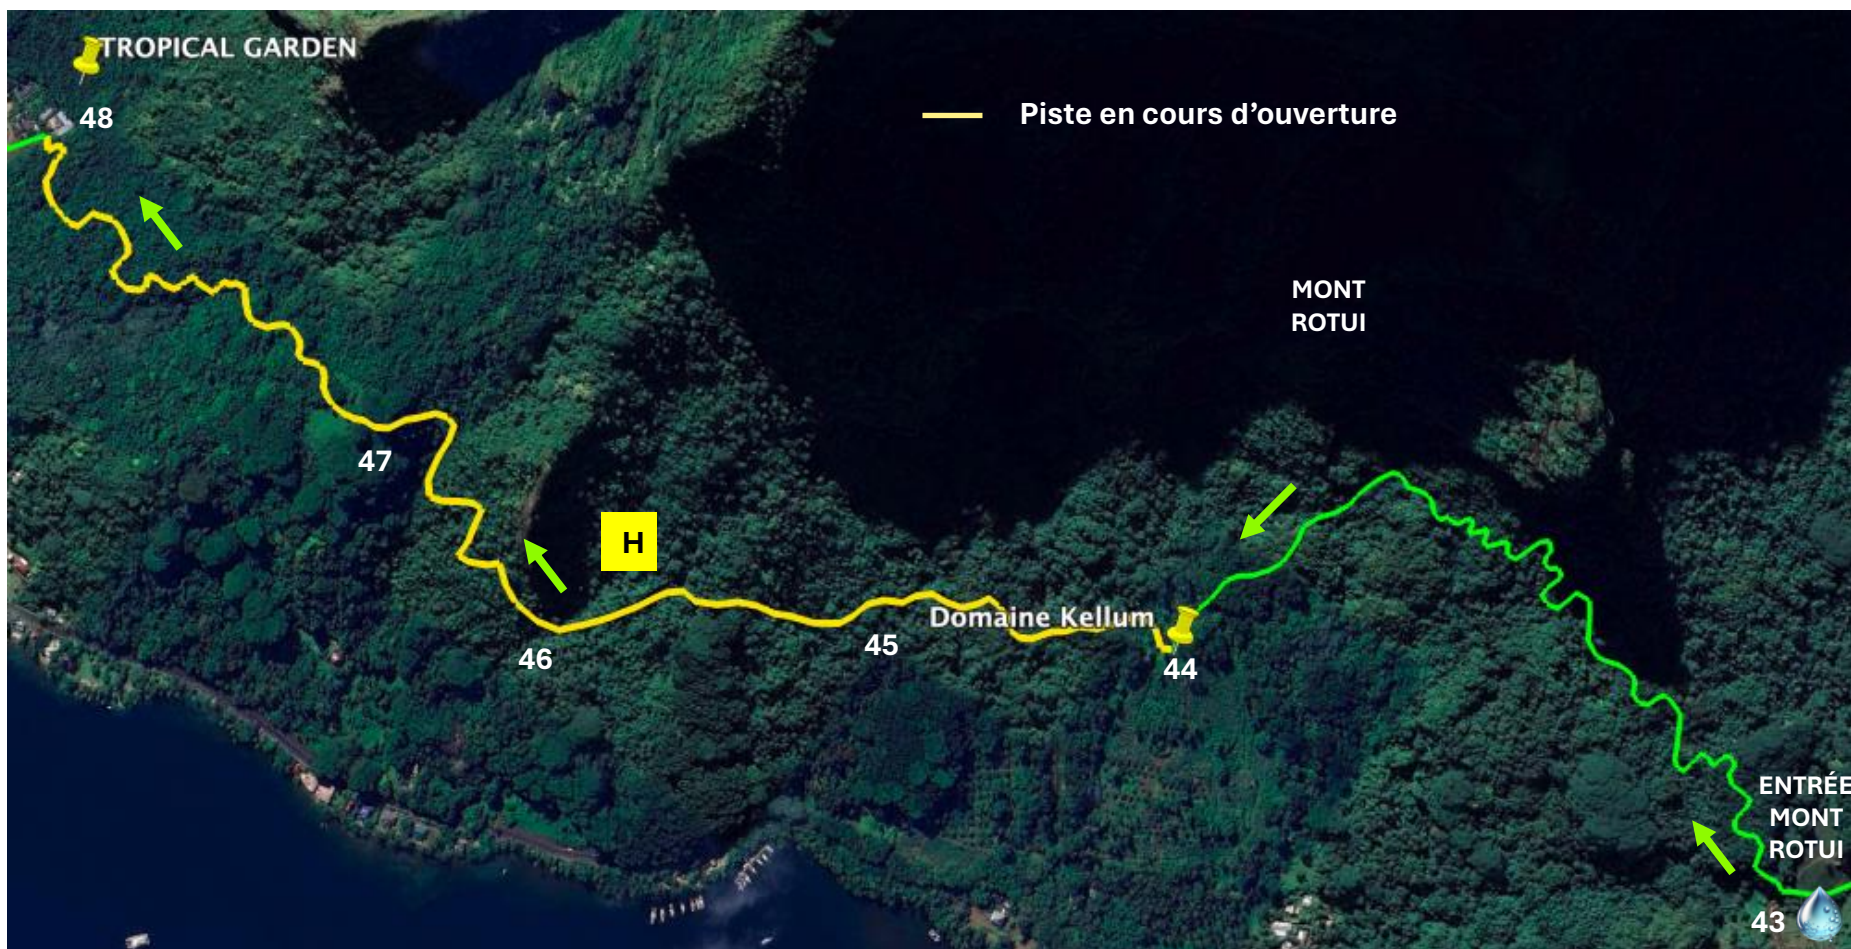 TROPICAL GARDEN
48
Piste en cours d’ouverture
MONT
ROTUI
47
H
Domaine Kellum
45
46
44
ENTRÉE
MONT
ROTUI
43